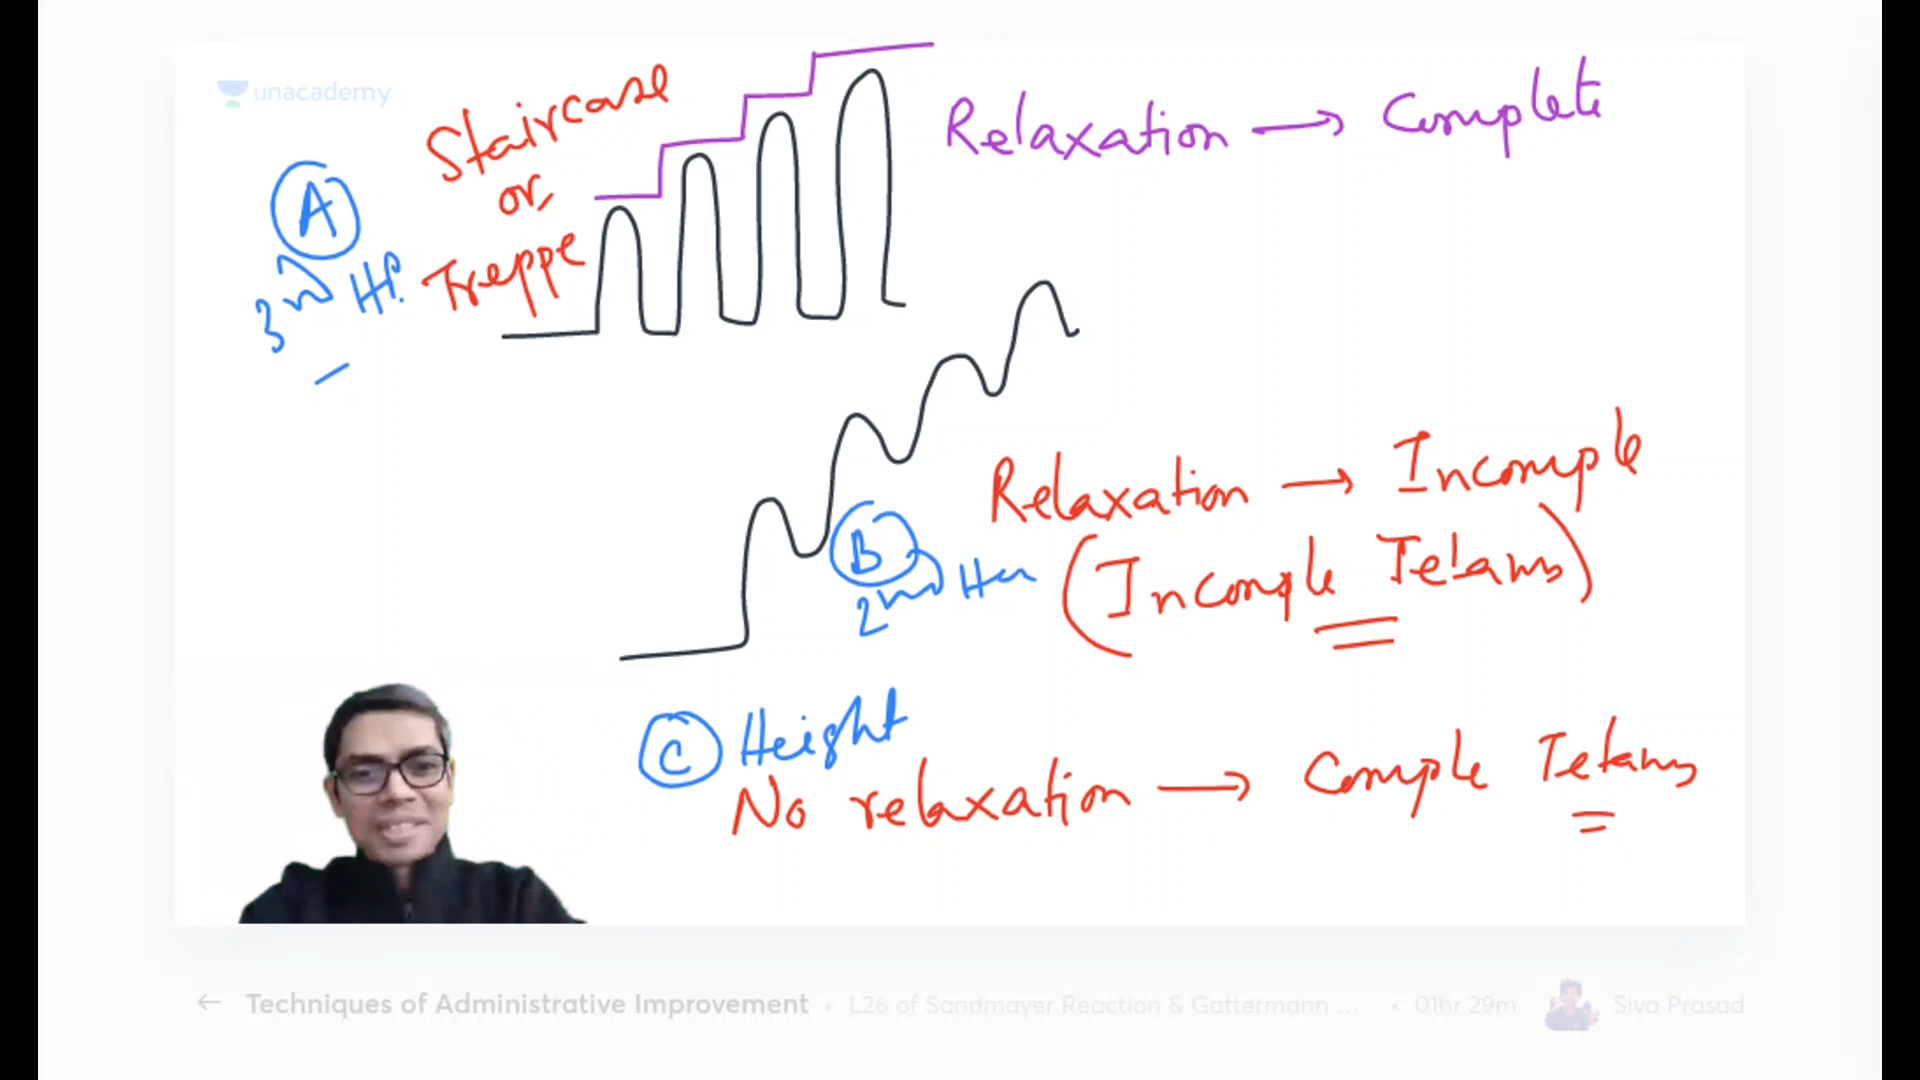 unacademy
Staircase
or,
Treppe
Relaxation → Complete
A
3rd Ht.
Relaxation → Incomple
B
2nd
(Incomple Tetanus)
C Height
No relaxation → Comple Tetanus
← Techniques of Administrative Improvement • L26 of Sandmayer Reaction & Gattermann ... • 01hr 29m Siva Prasad